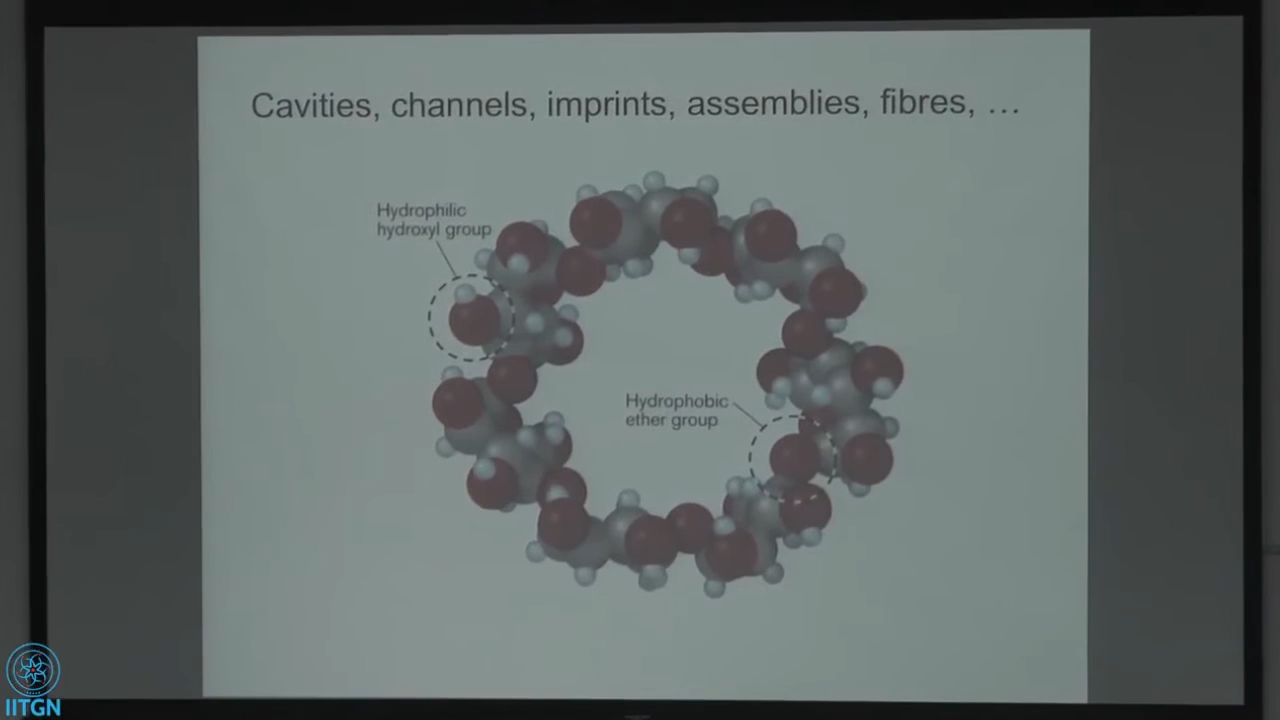 Cavities, channels, imprints, assemblies, fibres, …
Hydrophilic
hydroxyl group
Hydrophobic
ether group
IITGN